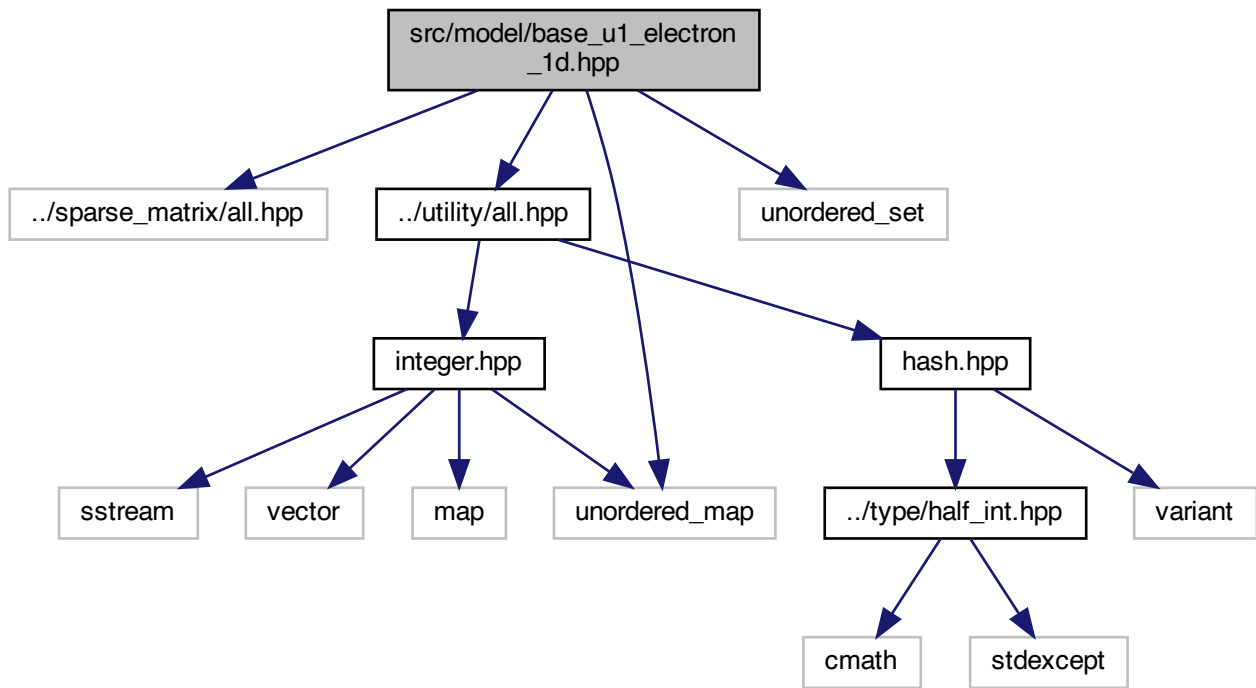 src/model/base_u1_electron
_1d.hpp
../sparse_matrix/all.hpp
../utility/all.hpp
unordered_set
integer.hpp
hash.hpp
sstream
vector
map
unordered_map
../type/half_int.hpp
variant
cmath
stdexcept